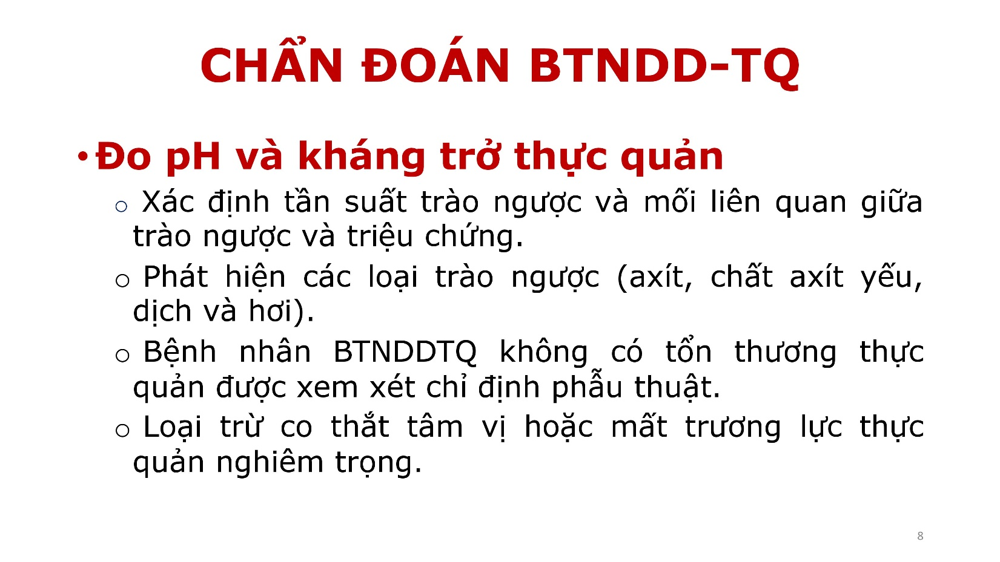 CHẨN ĐOÁN BTNDD-TQ
• Đo pH và kháng trở thực quản
o Xác định tần suất trào ngược và mối liên quan giữa
trào ngược và triệu chứng.
o Phát hiện các loại trào ngược (axít, chất axít yếu,
dịch và hơi).
o Bệnh nhân BTNDDTQ không có tổn thương thực
quản được xem xét chỉ định phẫu thuật.
o Loại trừ co thắt tâm vị hoặc mất trương lực thực
quản nghiêm trọng.
8